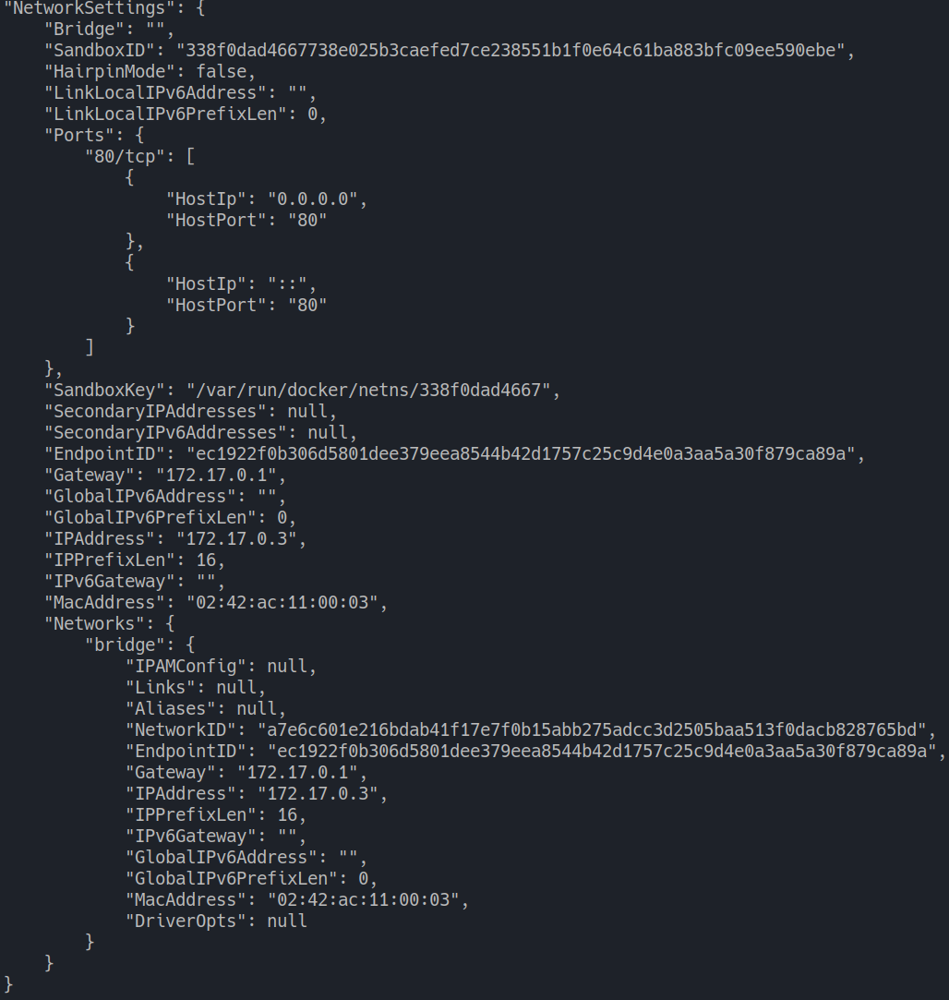 "NetworkSettings": {
    "Bridge": "",
    "SandboxID": "338f0dad4667738e025b3caefed7ce238551b1f0e64c61ba883bfc09ee590ebe",
    "HairpinMode": false,
    "LinkLocalIPv6Address": "",
    "LinkLocalIPv6PrefixLen": 0,
    "Ports": {
        "80/tcp": [
            {
                "HostIp": "0.0.0.0",
                "HostPort": "80"
            },
            {
                "HostIp": "::",
                "HostPort": "80"
            }
        ]
    },
    "SandboxKey": "/var/run/docker/netns/338f0dad4667",
    "SecondaryIPAddresses": null,
    "SecondaryIPv6Addresses": null,
    "EndpointID": "ec1922f0b306d5801dee379eea8544b42d1757c25c9d4e0a3aa5a30f879ca89a",
    "Gateway": "172.17.0.1",
    "GlobalIPv6Address": "",
    "GlobalIPv6PrefixLen": 0,
    "IPAddress": "172.17.0.3",
    "IPPrefixLen": 16,
    "IPv6Gateway": "",
    "MacAddress": "02:42:ac:11:00:03",
    "Networks": {
        "bridge": {
            "IPAMConfig": null,
            "Links": null,
            "Aliases": null,
            "NetworkID": "a7e6c601e216bdab41f17e7f0b15abb275adcc3d2505baa513f0dacb828765bd",
            "EndpointID": "ec1922f0b306d5801dee379eea8544b42d1757c25c9d4e0a3aa5a30f879ca89a",
            "Gateway": "172.17.0.1",
            "IPAddress": "172.17.0.3",
            "IPPrefixLen": 16,
            "IPv6Gateway": "",
            "GlobalIPv6Address": "",
            "GlobalIPv6PrefixLen": 0,
            "MacAddress": "02:42:ac:11:00:03",
            "DriverOpts": null
        }
    }
}